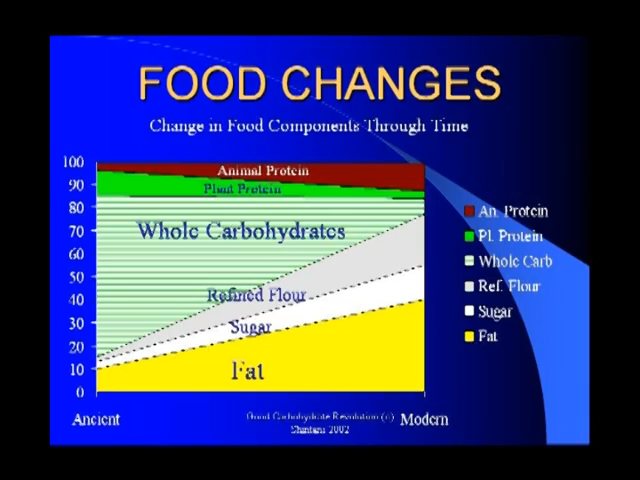 FOOD CHANGES
Change in Food Components Through Time
100
90
80
70
60
50
40
30
20
10
0
Animal Protein
Plant Protein
Whole Carbohydrates
Refined Flour
Sugar
Fat
An. Protein
Pl. Protein
Whole Carb
Ref. Flour
Sugar
Fat
Ancient
Good Carbohydrate Revolution (c)
Shintani 2002
Modern